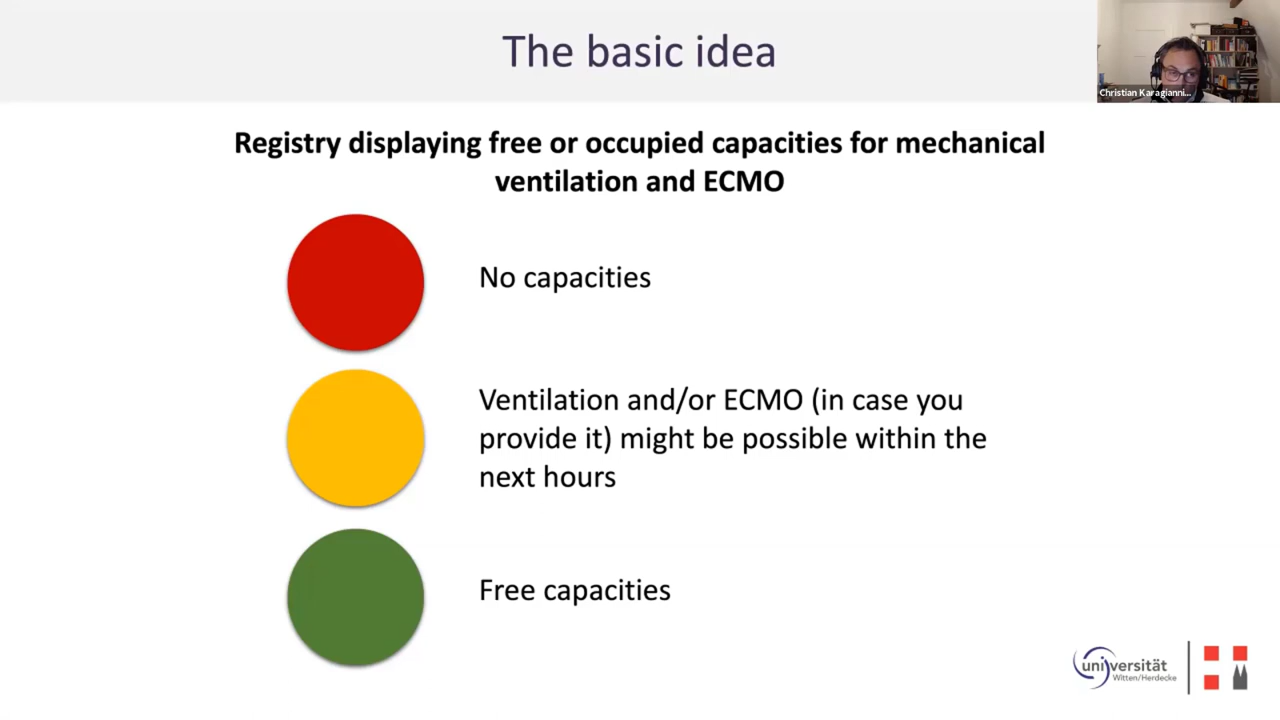 The basic idea
Christian Karagianni...
Registry displaying free or occupied capacities for mechanical
ventilation and ECMO
No capacities
Ventilation and/or ECMO (in case you
provide it) might be possible within the
next hours
Free capacities
universität
Witten/Herdecke